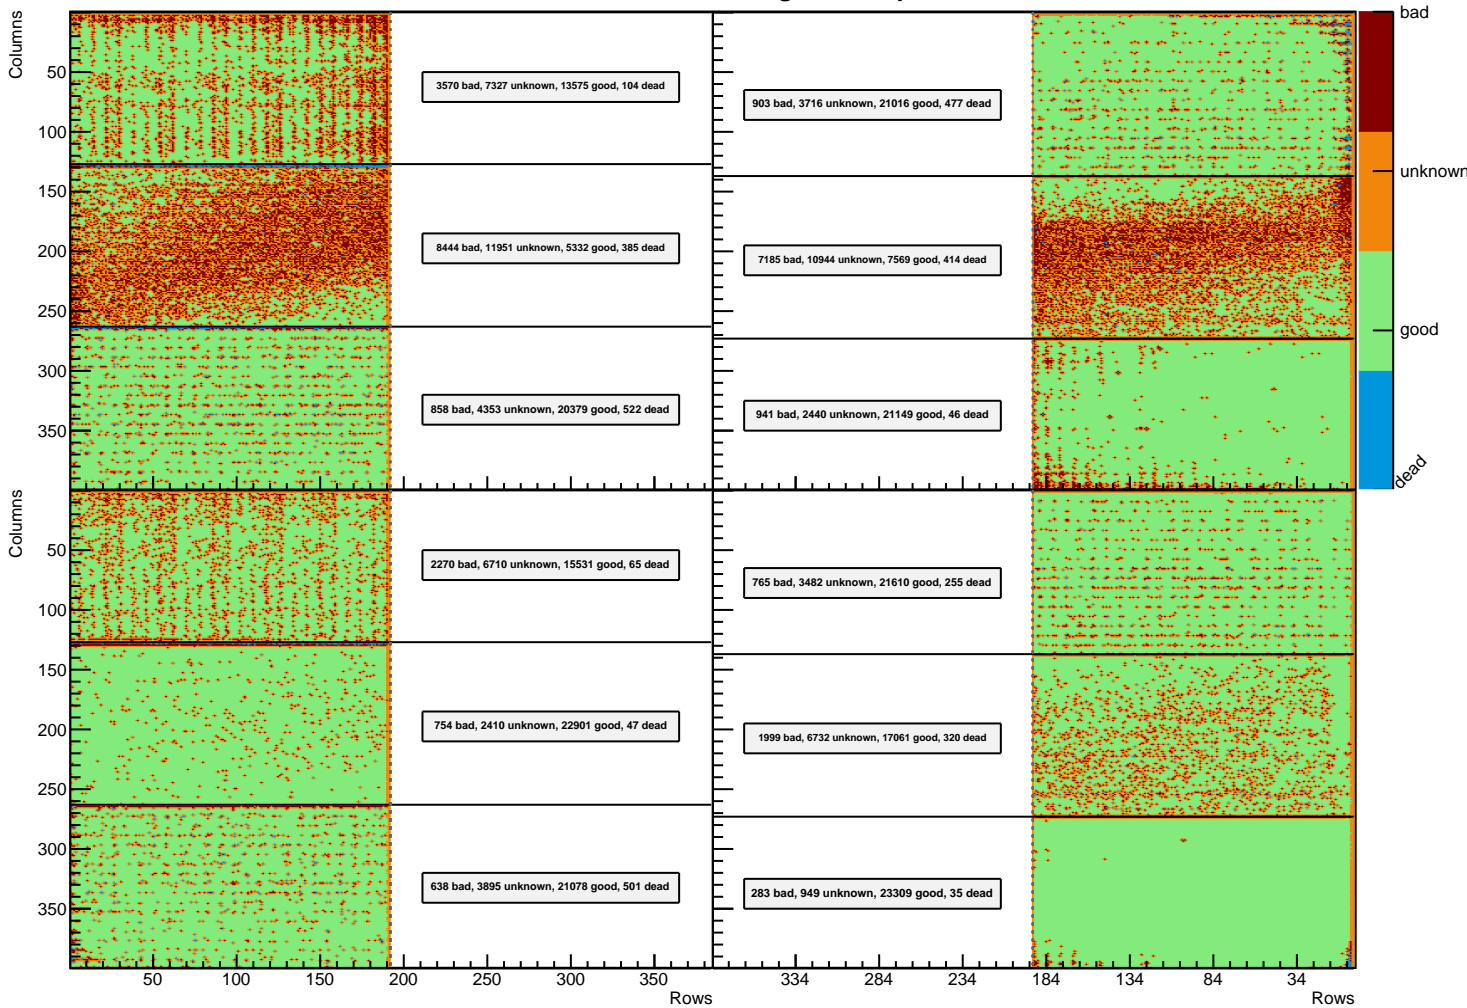 Columns
50
100
150
200
250
300
350
3570 bad, 7327 unknown, 13575 good, 104 dead
8444 bad, 11951 unknown, 5332 good, 385 dead
858 bad, 4353 unknown, 20379 good, 522 dead
903 bad, 3716 unknown, 21016 good, 477 dead
7185 bad, 10944 unknown, 7569 good, 414 dead
941 bad, 2440 unknown, 21149 good, 46 dead
bad
unknown
good
dead
Columns
50
100
150
200
250
300
350
2270 bad, 6710 unknown, 15531 good, 65 dead
754 bad, 2410 unknown, 22901 good, 47 dead
638 bad, 3895 unknown, 21078 good, 501 dead
765 bad, 3482 unknown, 21610 good, 255 dead
1999 bad, 6732 unknown, 17061 good, 320 dead
283 bad, 949 unknown, 23309 good, 35 dead
50 100 150 200 250 300 350
Rows
334 284 234 184 134 84 34
Rows